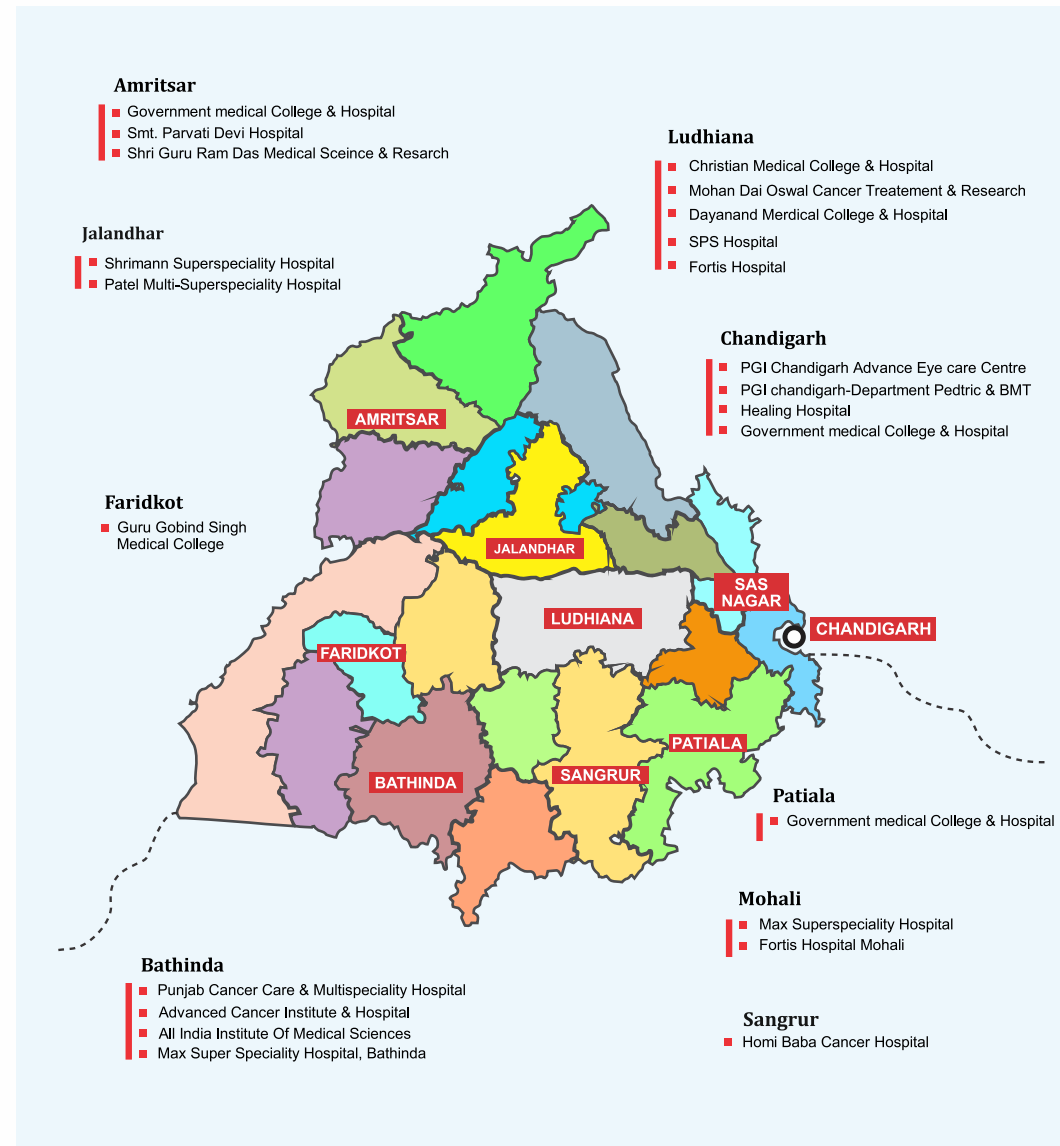 Amritsar
Government medical College & Hospital
Smt. Parvati Devi Hospital
Shri Guru Ram Das Medical Sceince & Resarch
Ludhiana
Christian Medical College & Hospital
Mohan Dai Oswal Cancer Treatement & Research
Dayanand Merdical College & Hospital
SPS Hospital
Fortis Hospital
Jalandhar
Shrimann Superspeciality Hospital
Patel Multi-Superspeciality Hospital
Chandigarh
PGI Chandigarh Advance Eye care Centre
PGI chandigarh-Department Pedtric & BMT
Healing Hospital
Government medical College & Hospital
Faridkot
Guru Gobind Singh
Medical College
AMRITSAR
JALANDHAR
SAS
NAGAR
LUDHIANA
CHANDIGARH
FARIDKOT
PATIALA
BATHINDA
SANGRUR
Patiala
Government medical College & Hospital
Mohali
Max Superspeciality Hospital
Fortis Hospital Mohali
Bathinda
Punjab Cancer Care & Multispeciality Hospital
Advanced Cancer Institute & Hospital
All India Institute Of Medical Sciences
Max Super Speciality Hospital, Bathinda
Sangrur
Homi Baba Cancer Hospital